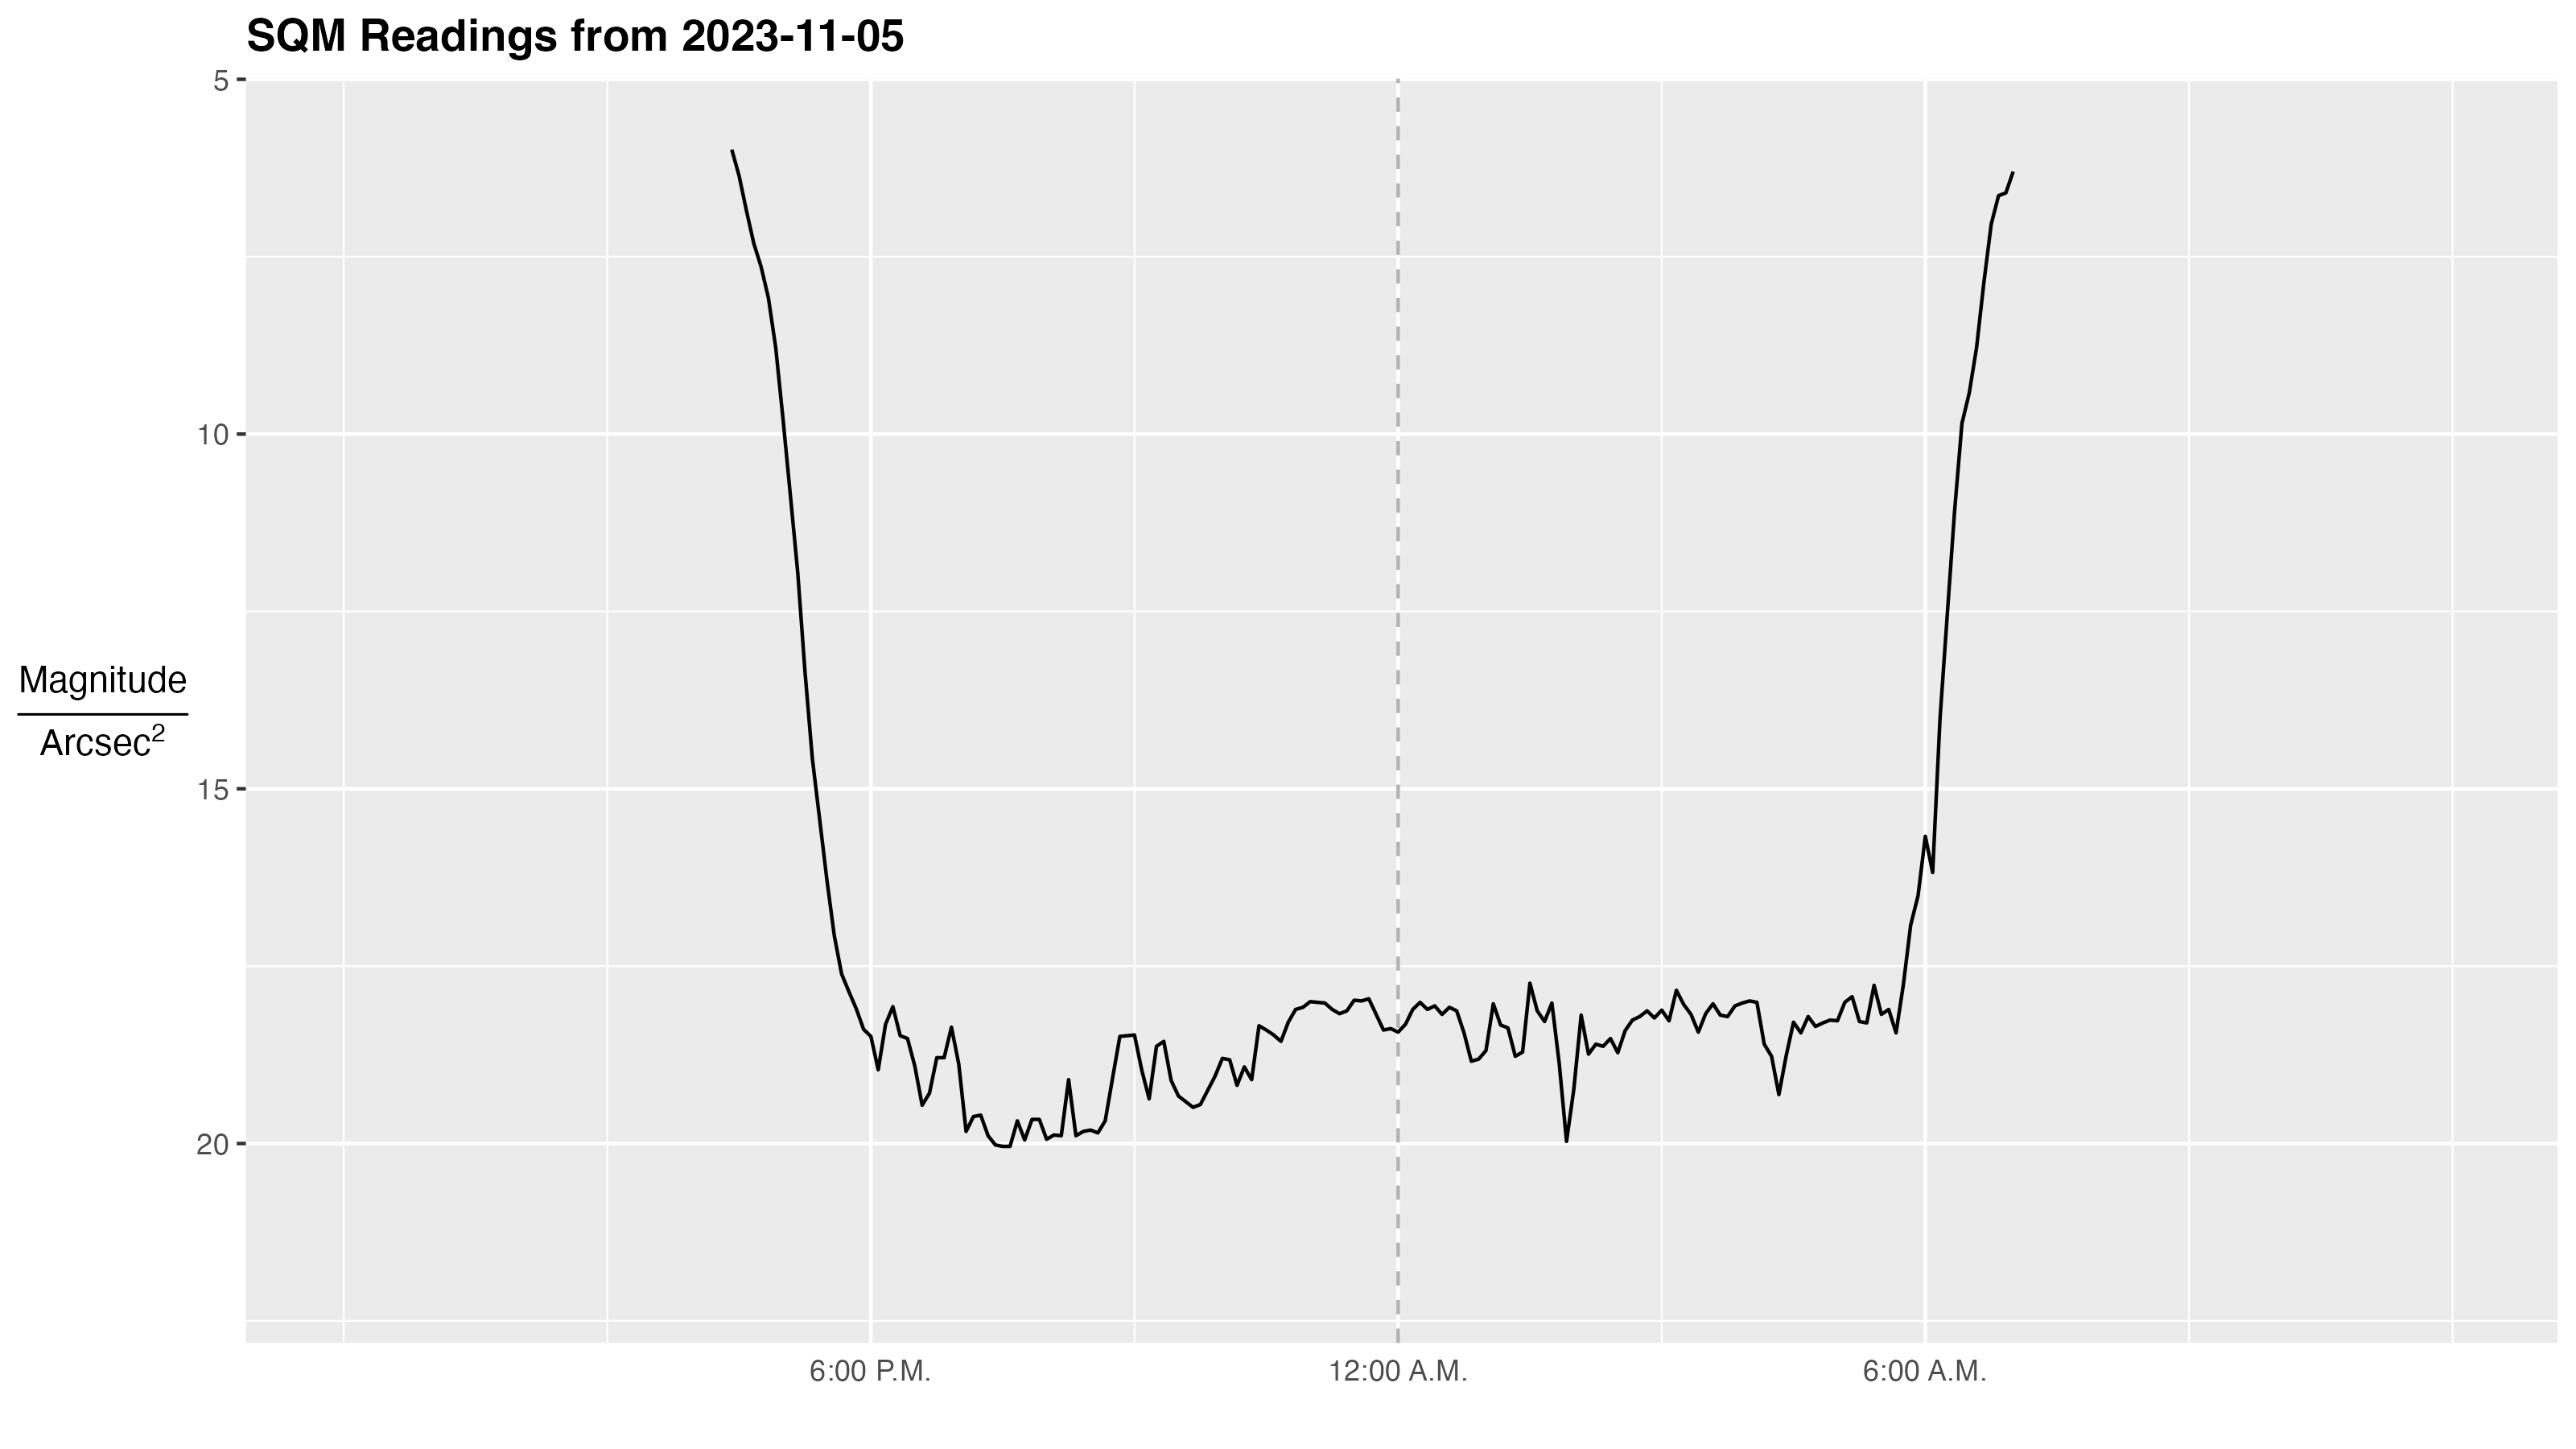 SQM Readings from 2023-11-05
5
10
15
20
Magnitude
Arcsec²
6:00 P.M.
12:00 A.M.
6:00 A.M.